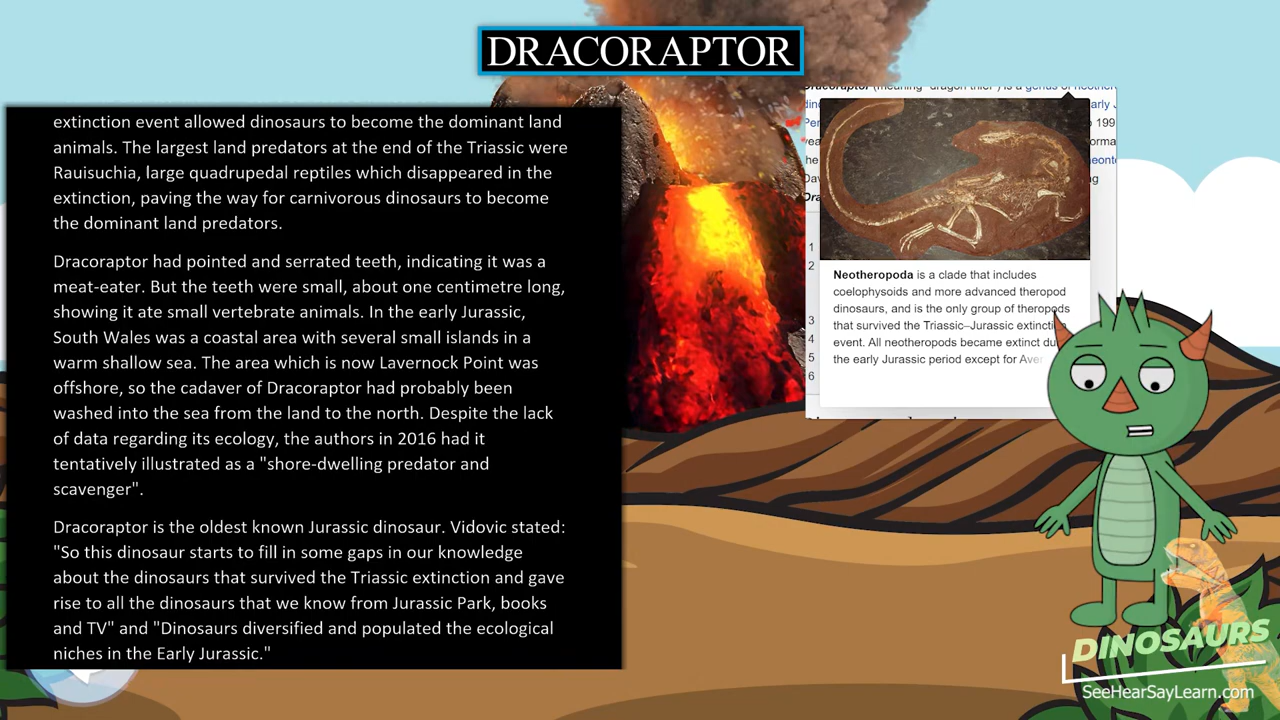 DRACORAPTOR
extinction event allowed dinosaurs to become the dominant land
animals. The largest land predators at the end of the Triassic were
Rauisuchia, large quadrupedal reptiles which disappeared in the
extinction, paving the way for carnivorous dinosaurs to become
the dominant land predators.
Dracoraptor had pointed and serrated teeth, indicating it was a
meat-eater. But the teeth were small, about one centimetre long,
showing it ate small vertebrate animals. In the early Jurassic,
South Wales was a coastal area with several small islands in a
warm shallow sea. The area which is now Lavernock Point was
offshore, so the cadaver of Dracoraptor had probably been
washed into the sea from the land to the north. Despite the lack
of data regarding its ecology, the authors in 2016 had it
tentatively illustrated as a "shore-dwelling predator and
scavenger".
Dracoraptor is the oldest known Jurassic dinosaur. Vidovic stated:
"So this dinosaur starts to fill in some gaps in our knowledge
about the dinosaurs that survived the Triassic extinction and gave
rise to all the dinosaurs that we know from Jurassic Park, books
and TV" and "Dinosaurs diversified and populated the ecological
niches in the Early Jurassic."
Neotheropoda is a clade that includes
coelophysoids and more advanced theropod
dinosaurs, and is the only group of theropods
that survived the Triassic–Jurassic extinction
event. All neotheropods became extinct
the early Jurassic period except for
1
2
3
4
5
6
DINOSAURS
SeeHearSayLearn.com